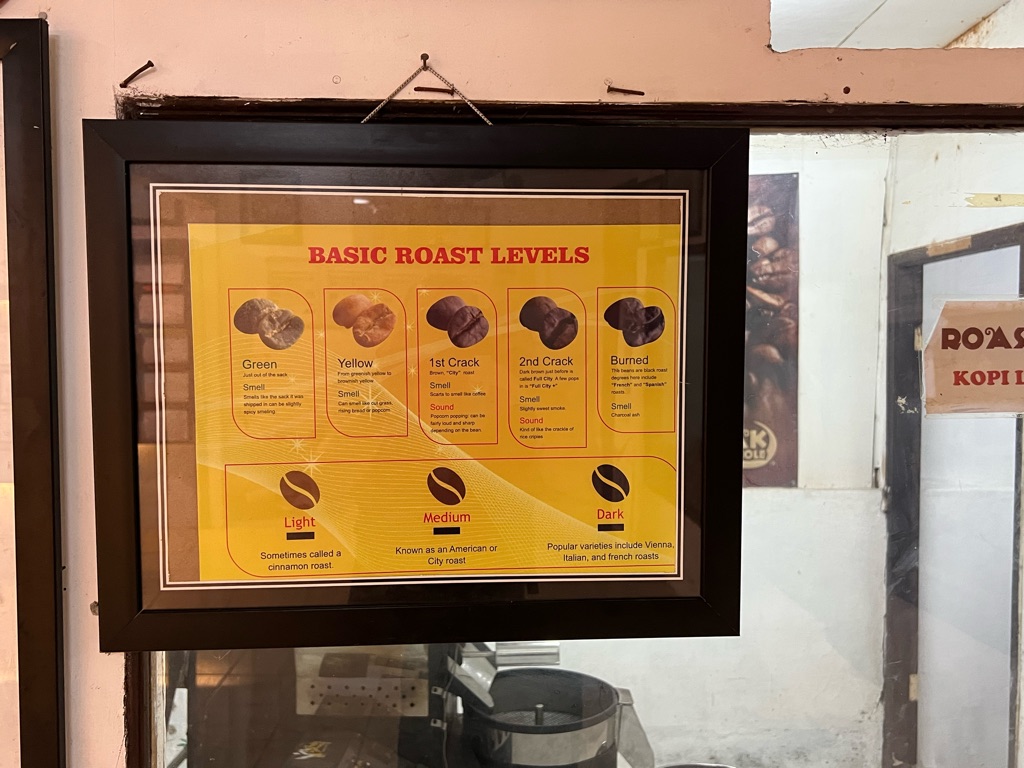 BASIC ROAST LEVELS
Green
Just out of the sack
Smell
Smells like the sack it was
shipped in can be slightly
spicy smaling
Yellow
From greenish yellow to
brownish yellow
Smell
Can smell like cut grass,
rising bread or popcorn
1st Crack
Brown, "City" roast
Smell
Scarts to smell like coffee
Sound
Popcorn popping: can be
fairly loud and sharp
depending on the bean.
2nd Crack
Dark brown just before is
called Full City. A few pops
in is "Full City +"
Smell
Slightly sweet smoke
Sound
Kind of like the crackle of
rice cripies
Burned
The beans are black roast
degrees here include
"French" and "Spanish"
roasts
Smell
Charcoal ash
Light
Sometimes called a
cinnamon roast.
Medium
Known as an American or
City roast
Dark
Popular varieties include Vienna,
Italian, and french roasts
ROAS
KOPI L